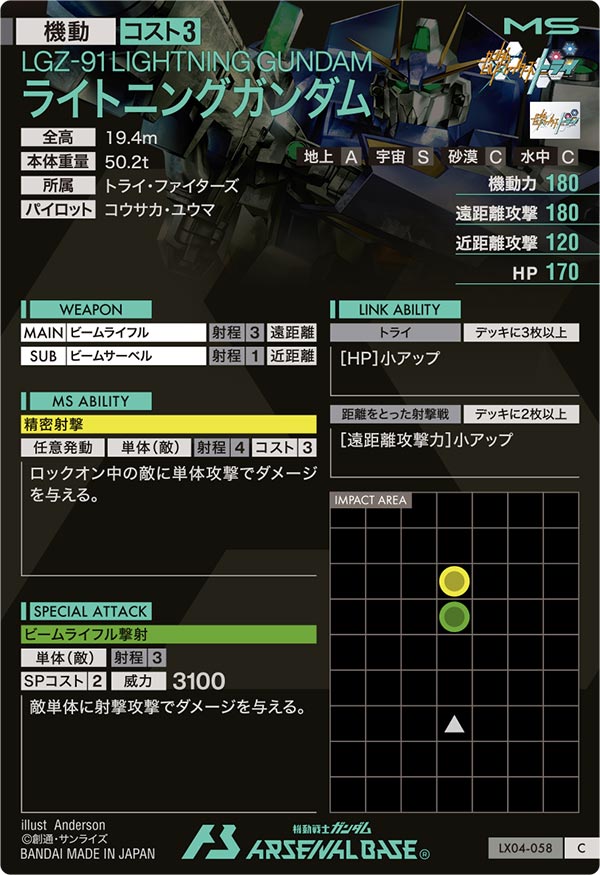 機動 コスト3
MS
LGZ-91 LIGHTNING GUNDAM
ライトニングガンダム
全高 19.4m
本体重量 50.2t
所属 トライ・ファイターズ
パイロット コウサカ・ユウマ
地上 A 宇宙 S 砂漠 C 水中 C
機動力 180
遠距離攻撃 180
近距離攻撃 120
HP 170
WEAPON
MAIN ビームライフル 射程 3 遠距離
SUB ビームサーベル 射程 1 近距離
MS ABILITY
精密射撃
任意発動 単体(敵) 射程 4 コスト 3
ロックオン中の敵に単体攻撃でダメージ
を与える。
SPECIAL ATTACK
ビームライフル撃射
単体(敵) 射程 3
SPコスト 2 威力 3100
敵単体に射撃攻撃でダメージを与える。
LINK ABILITY
トライ デッキに3枚以上
[HP]小アップ
距離をとった射撃戦 デッキに2枚以上
[遠距離攻撃力]小アップ
IMPACT AREA
illust Anderson
©創通・サンライズ
BANDAI MADE IN JAPAN
機動戦士ガンダム
ARSENAL BASE®
LX04-058 C